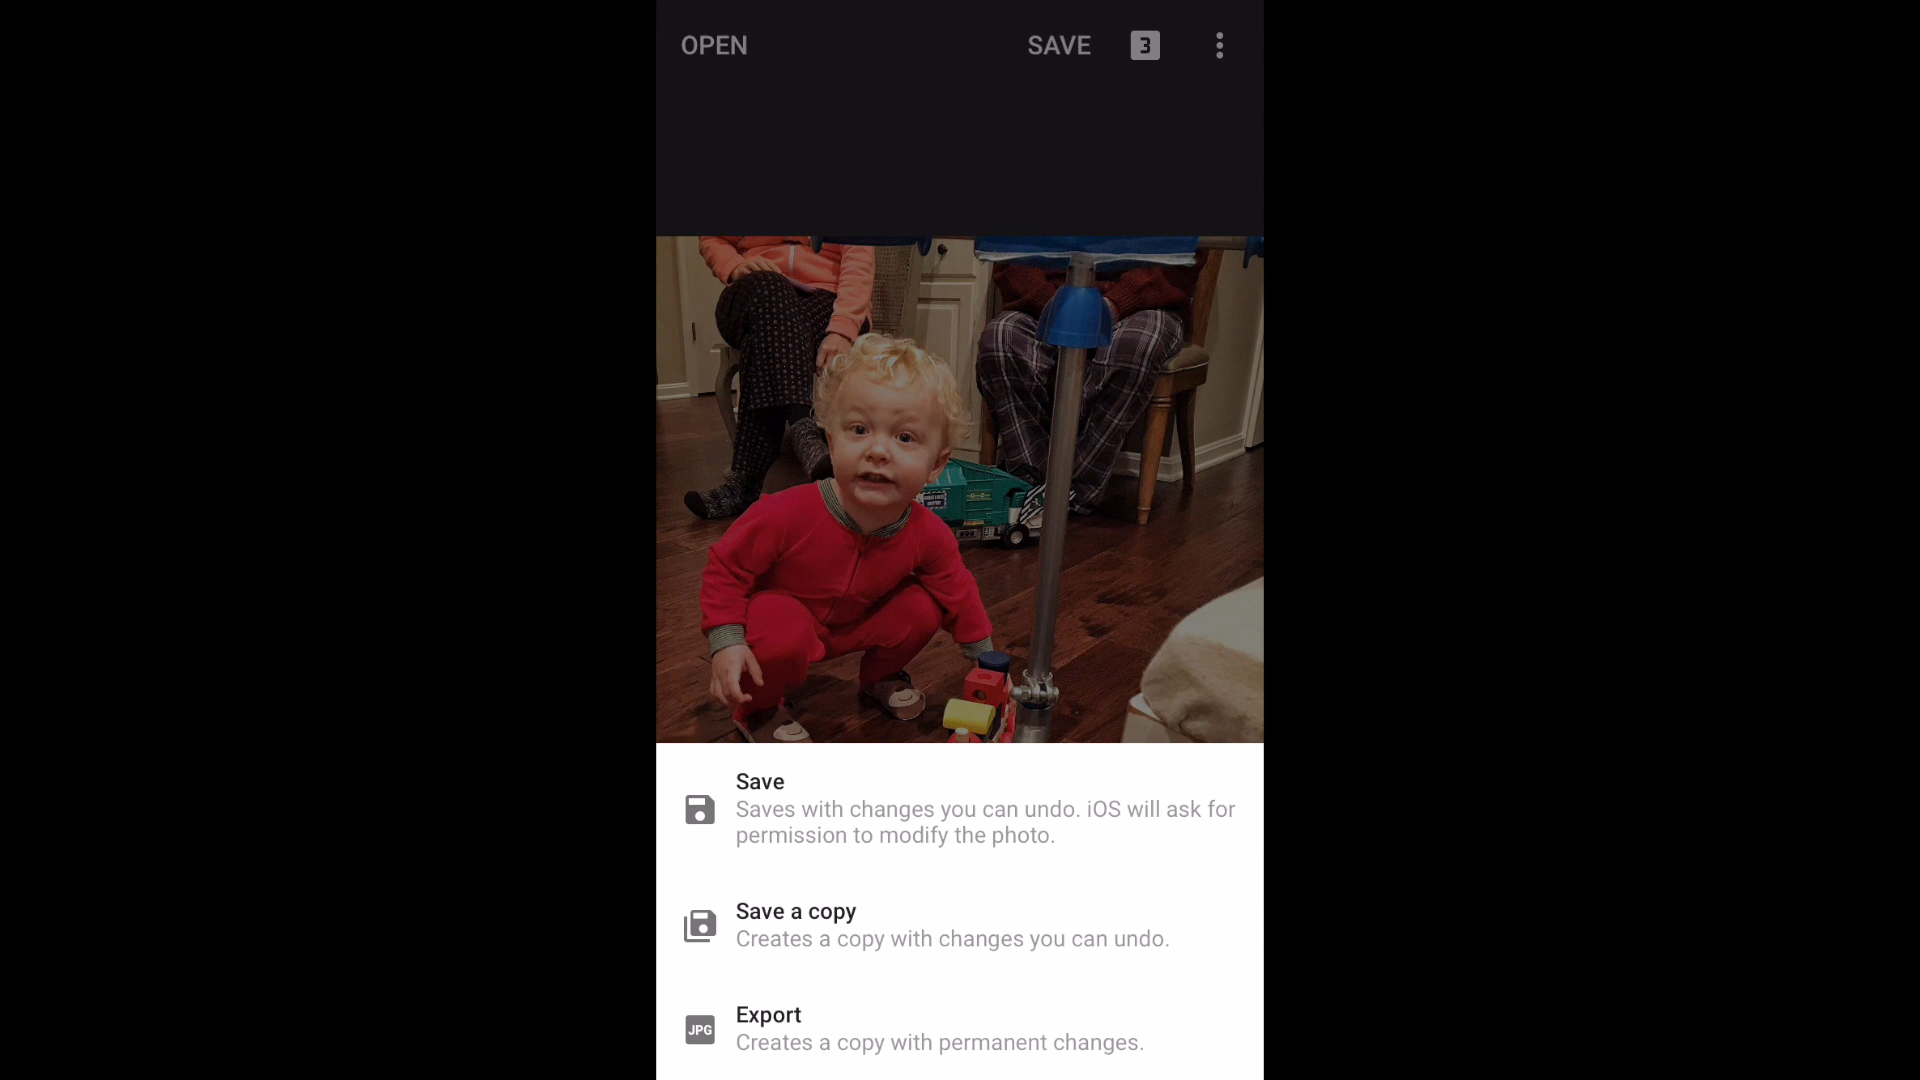 OPEN
SAVE
3
Save
Saves with changes you can undo. iOS will ask for
permission to modify the photo.
Save a copy
Creates a copy with changes you can undo.
JPG
Export
Creates a copy with permanent changes.